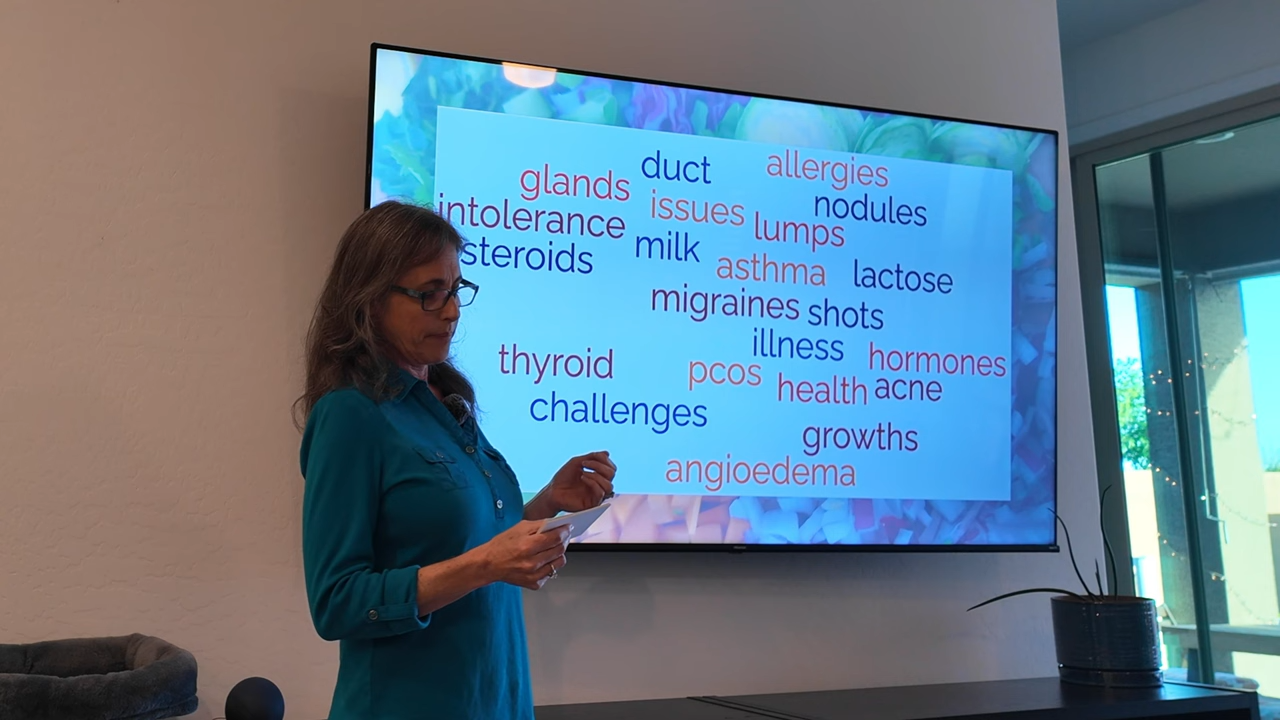 duct allergies
glands issues nodules
intolerance lumps
steroids milk asthma lactose
migraines shots
illness hormones
thyroid pcos health acne
challenges growths
angioedema